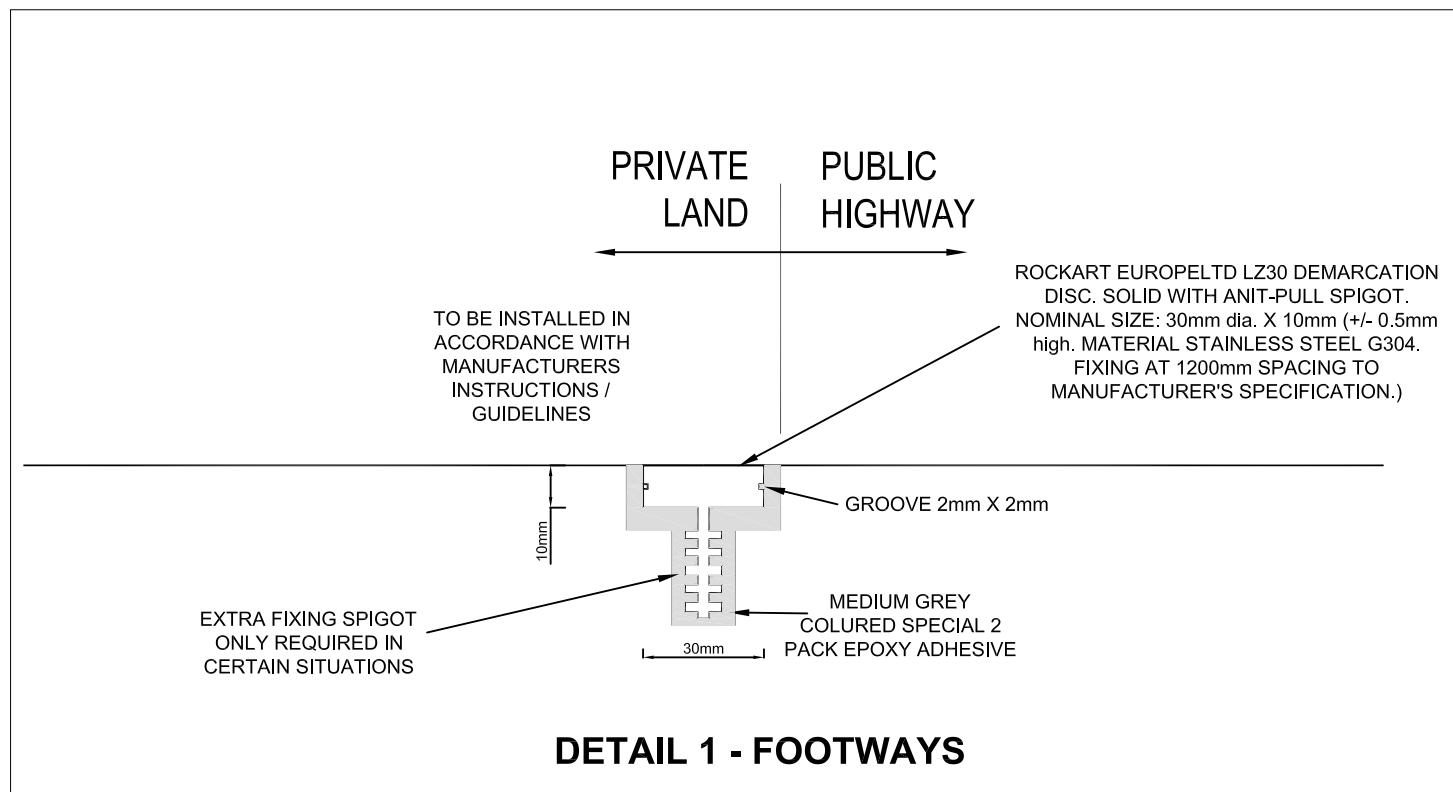 PRIVATE
LAND
PUBLIC
HIGHWAY
ROCKART EUROPELTD LZ30 DEMARCATION
DISC. SOLID WITH ANIT-PULL SPIGOT.
NOMINAL SIZE: 30mm dia. X 10mm (+/- 0.5mm
high. MATERIAL STAINLESS STEEL G304.
FIXING AT 1200mm SPACING TO
MANUFACTURER'S SPECIFICATION.)
TO BE INSTALLED IN
ACCORDANCE WITH
MANUFACTURERS
INSTRUCTIONS /
GUIDELINES
GROOVE 2mm X 2mm
10mm
EXTRA FIXING SPIGOT
ONLY REQUIRED IN
CERTAIN SITUATIONS
MEDIUM GREY
COLURED SPECIAL 2
PACK EPOXY ADHESIVE
30mm
DETAIL 1 - FOOTWAYS